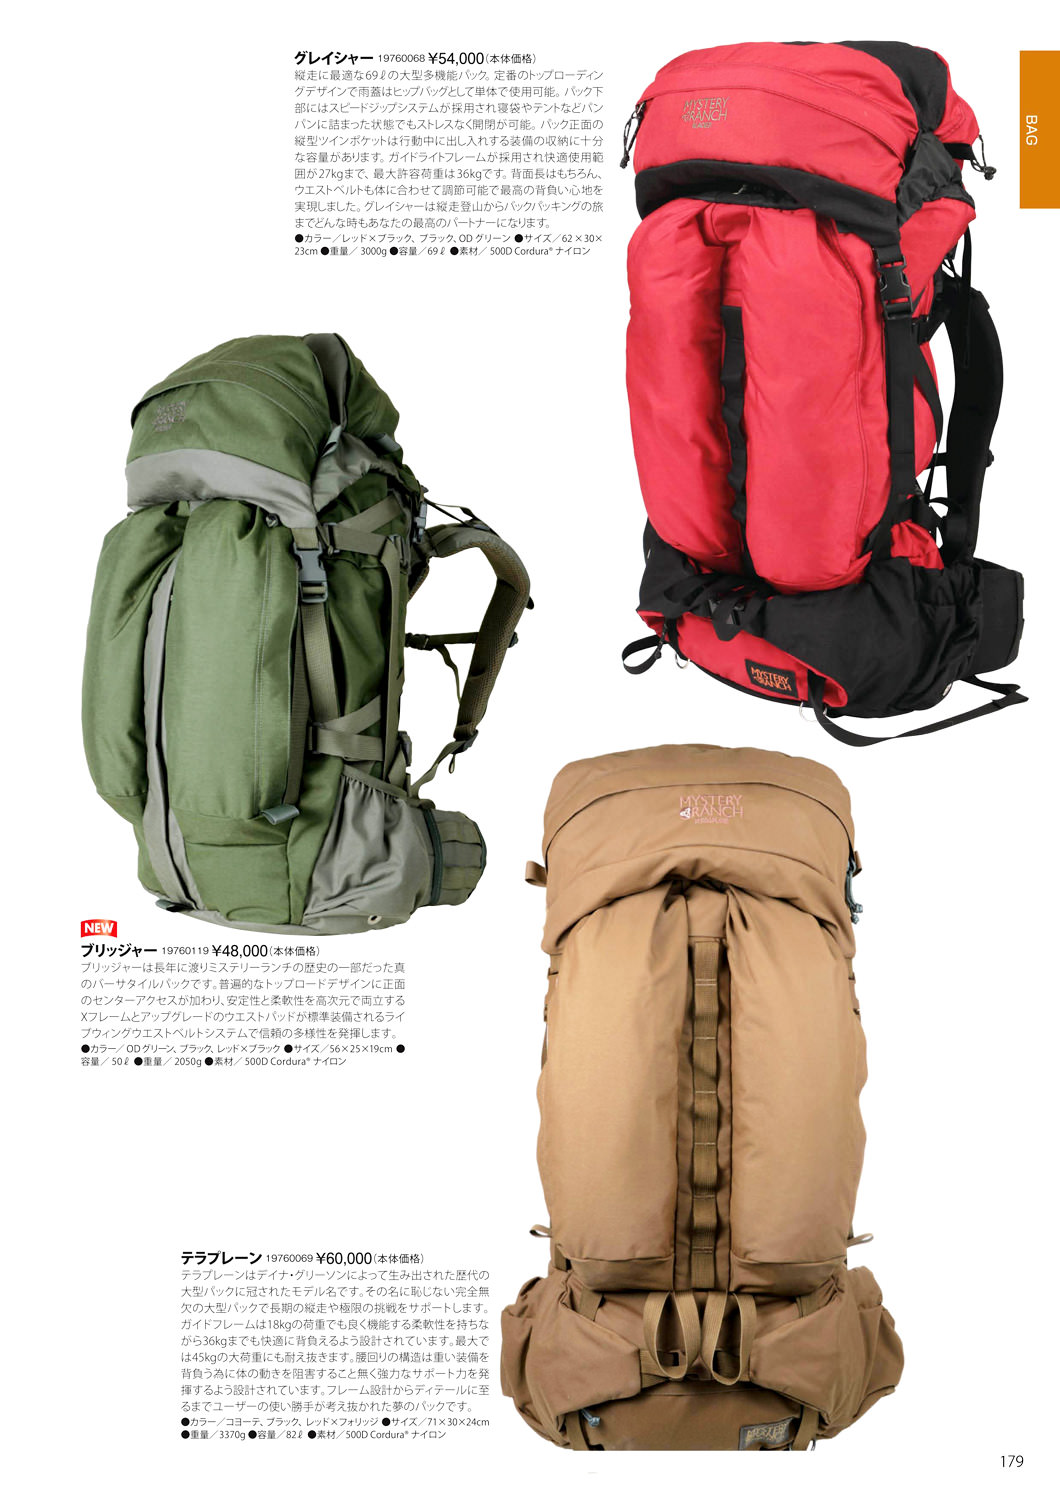 グレイシャー 19760068 ¥54,000（本体価格）
縦走に最適な69ℓの大型多機能パック。定番のトップローディン
グデザインで雨蓋はヒップバッグとして単体で使用可能。パック下
部にはスピードジップシステムが採用され寝袋やテントなどパン
パンに詰まった状態でもストレスなく開閉が可能。パック正面の
縦型ツインポケットは行動中に出し入れする装備の収納に十分
な容量があります。ガイドライトフレームが採用され快適使用範
囲が27kgまで、最大許容荷重は36kgです。背面長はもちろん、
ウエストベルトも体に合わせて調節可能で最高の背負い心地を
実現しました。グレイシャーは縦走登山からバックパッキングの旅
までどんな時もあなたの最高のパートナーになります。
●カラー／レッド×ブラック、ブラック、OD グリーン ●サイズ／62×30×
23cm ●重量／3000g ●容量／69ℓ ●素材／500D Cordura® ナイロン
BAG
MYSTERY
RANCH
GLACIER
MYSTERY
RANCH
NEW
ブリッジャー 19760119 ¥48,000（本体価格）
ブリッジャーは長年に渡りミステリーランチの歴史の一部だった真
のバーサタイルパックです。普遍的なトップロードデザインに正面
のセンターアクセスが加わり、安定性と柔軟性を高次元で両立する
Xフレームとアップグレードのウエストパッドが標準装備されるライ
ブウィングウエストベルトシステムで信頼の多様性を発揮します。
●カラー／ODグリーン、ブラック、レッド×ブラック ●サイズ／56×25×19cm ●
容量／50ℓ ●重量／2050g ●素材／500D Cordura® ナイロン
MYSTERY
RANCH
テラプレーン 19760069 ¥60,000（本体価格）
テラプレーンはデイナ・グリーソンによって生み出された歴代の
大型パックに冠されたモデル名です。その名に恥じない完全無
欠の大型パックで長期の縦走や極限の挑戦をサポートします。
ガイドフレームは18kgの荷重でも良く機能する柔軟性を持ちな
がら36kgまでも快適に背負えるよう設計されています。最大で
は45kgの大荷重にも耐え抜きます。腰回りの構造は重い装備を
背負う為に体の動きを阻害すること無く強力なサポート力を発
揮するよう設計されています。フレーム設計からディテールに至
るまでユーザーの使い勝手が考え抜かれた夢のパックです。
●カラー／コヨーテ、ブラック、レッド×フォリッジ ●サイズ／71×30×24cm
●重量／3370g ●容量／82ℓ ●素材／500D Cordura® ナイロン
MYSTERY
RANCH
179